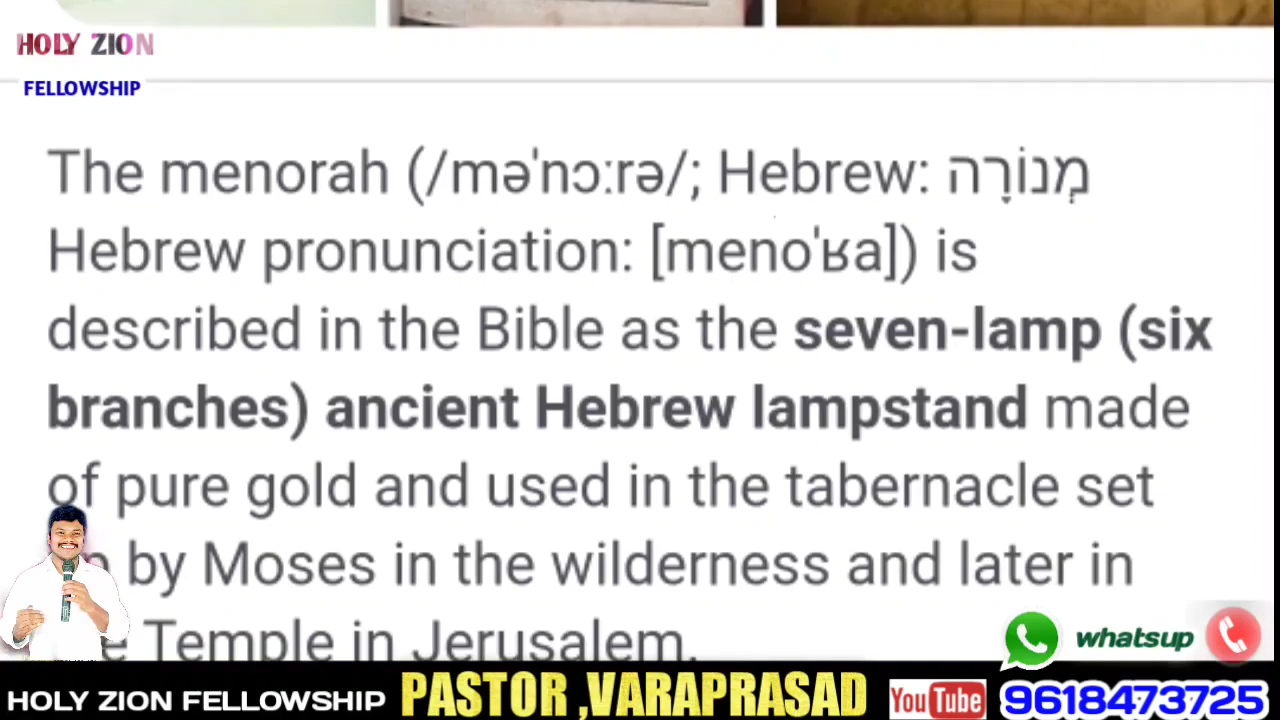 HOLY ZION
FELLOWSHIP
The menorah (/məˈnɔːrə/; Hebrew: מְנוֹרָה
Hebrew pronunciation: [menoˈʁa]) is
described in the Bible as the seven-lamp (six
branches) ancient Hebrew lampstand made
of pure gold and used in the tabernacle set
by Moses in the wilderness and later in
Temple in Jerusalem.
whatsup
HOLY ZION FELLOWSHIP PASTOR ,VARAPRASAD YouTube 9618473725